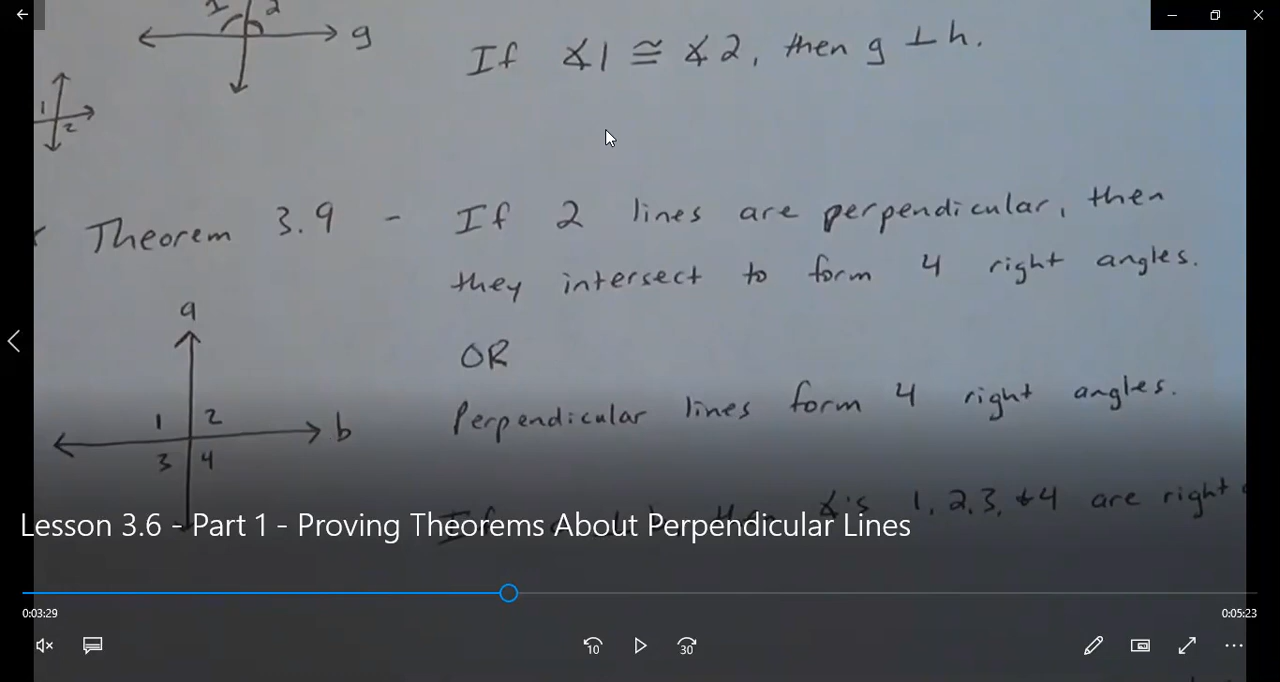 1 2
g
If ∡1 ≅ ∡2, then g ⊥ h.
1
2
Theorem 3.9 - If 2 lines are perpendicular, then
they intersect to form 4 right angles.
a
OR
1 2
b
Perpendicular lines form 4 right angles.
3 4
If ∡'s 1, 2, 3, + 4 are right
Lesson 3.6 - Part 1 - Proving Theorems About Perpendicular Lines
0:03:29
0:05:23
10
30